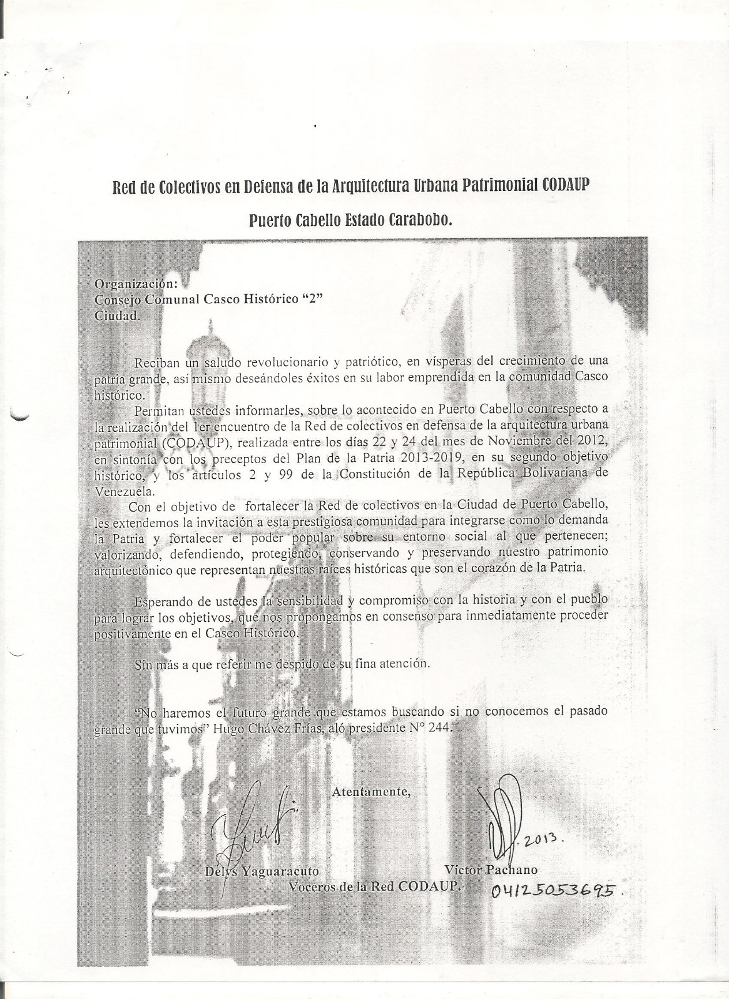 Red de Colectivos en Defensa de la Arquitectura Urbana Patrimonial CODAUP
Puerto Cabello Estado Carabobo.
Organización:
Consejo Comunal Casco Histórico “2”
Ciudad.
Reciban un saludo revolucionario y patriótico, en vísperas del crecimiento de una
patria grande, así mismo deseándoles éxitos en su labor emprendida en la comunidad Casco
histórico.
Permitan ustedes informarles, sobre lo acontecido en Puerto Cabello con respecto a
la realización del 1er encuentro de la Red de colectivos en defensa de la arquitectura urbana
patrimonial (CODAUP), realizada entre los días 22 y 24 del mes de Noviembre del 2012,
en sintonía con los preceptos del Plan de la Patria 2013-2019, en su segundo objetivo
histórico, y los artículos 2 y 99 de la Constitución de la República Bolivariana de
Venezuela.
Con el objetivo de fortalecer la Red de colectivos en la Ciudad de Puerto Cabello,
les extendemos la invitación a esta prestigiosa comunidad para integrarse como lo demanda
la Patria y fortalecer el poder popular sobre su entorno social al que pertenecen;
valorizando, defendiendo, protegiendo, conservando y preservando nuestro patrimonio
arquitectónico que representan nuestras raíces históricas que son el corazón de la Patria.
Esperando de ustedes la sensibilidad y compromiso con la historia y con el pueblo
para lograr los objetivos, que nos propongamos en consenso para inmediatamente proceder
positivamente en el Casco Histórico.
Sin más a que referir me despido de su fina atención.
“No haremos el futuro grande que estamos buscando si no conocemos el pasado
grande que tuvimos” Hugo Chávez Frías, aló presidente N° 244.
Atentamente,
. 2013.
Delys Yaguaracuto Víctor Pachano
Voceros de la Red CODAUP. 04125053695.